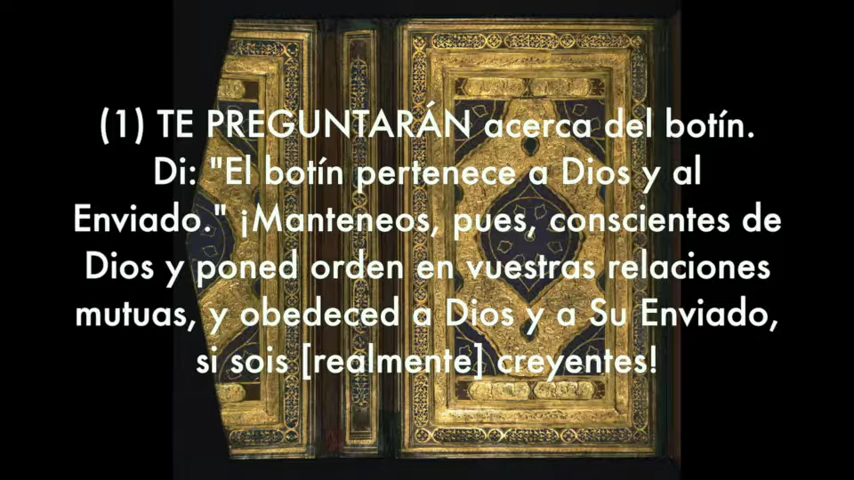 (1) TE PREGUNTARÁN acerca del botín.
Di: "El botín pertenece a Dios y al
Enviado." ¡Manteneos, pues, conscientes de
Dios y poned orden en vuestras relaciones
mutuas, y obedeced a Dios y a Su Enviado,
si sois [realmente] creyentes!